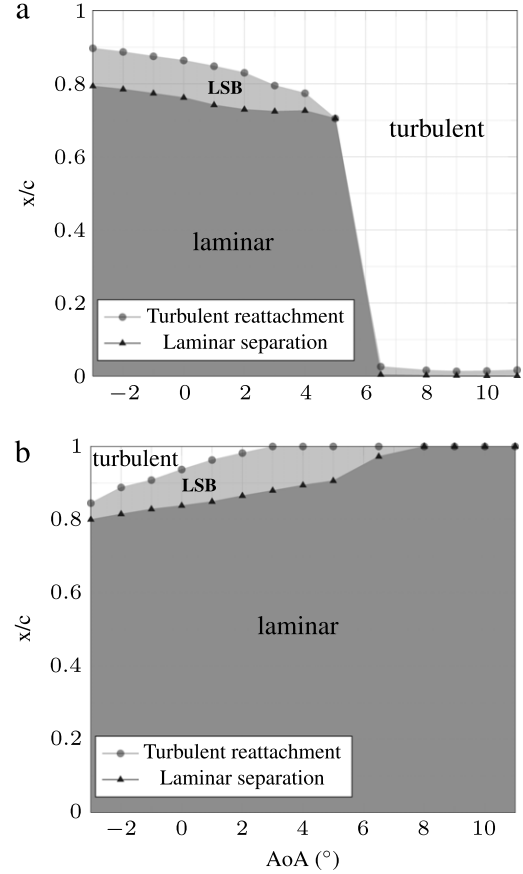 a
1
0.8
0.6
0.4
0.2
0
x/c
LSB
turbulent
laminar
Turbulent reattachment
Laminar separation
−2 0 2 4 6 8 10
b
1
0.8
0.6
0.4
0.2
0
x/c
turbulent
LSB
laminar
Turbulent reattachment
Laminar separation
−2 0 2 4 6 8 10
AoA (°)